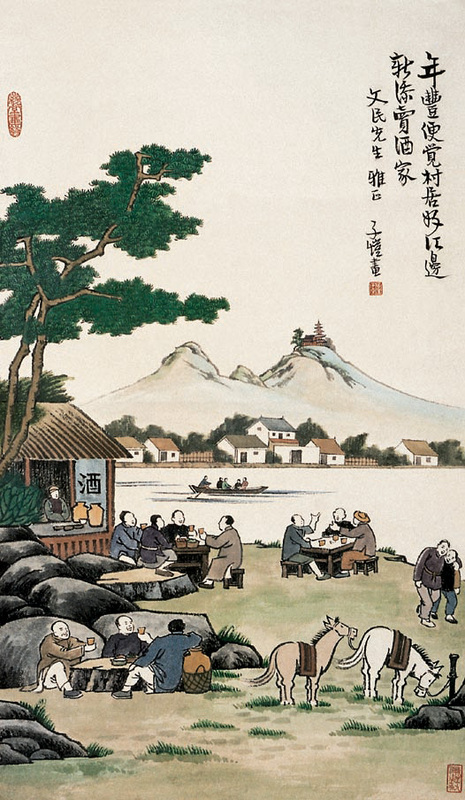 年豐便覺村居好江邊
新添賣酒家
文民先生 雅正
子愷畫
酒